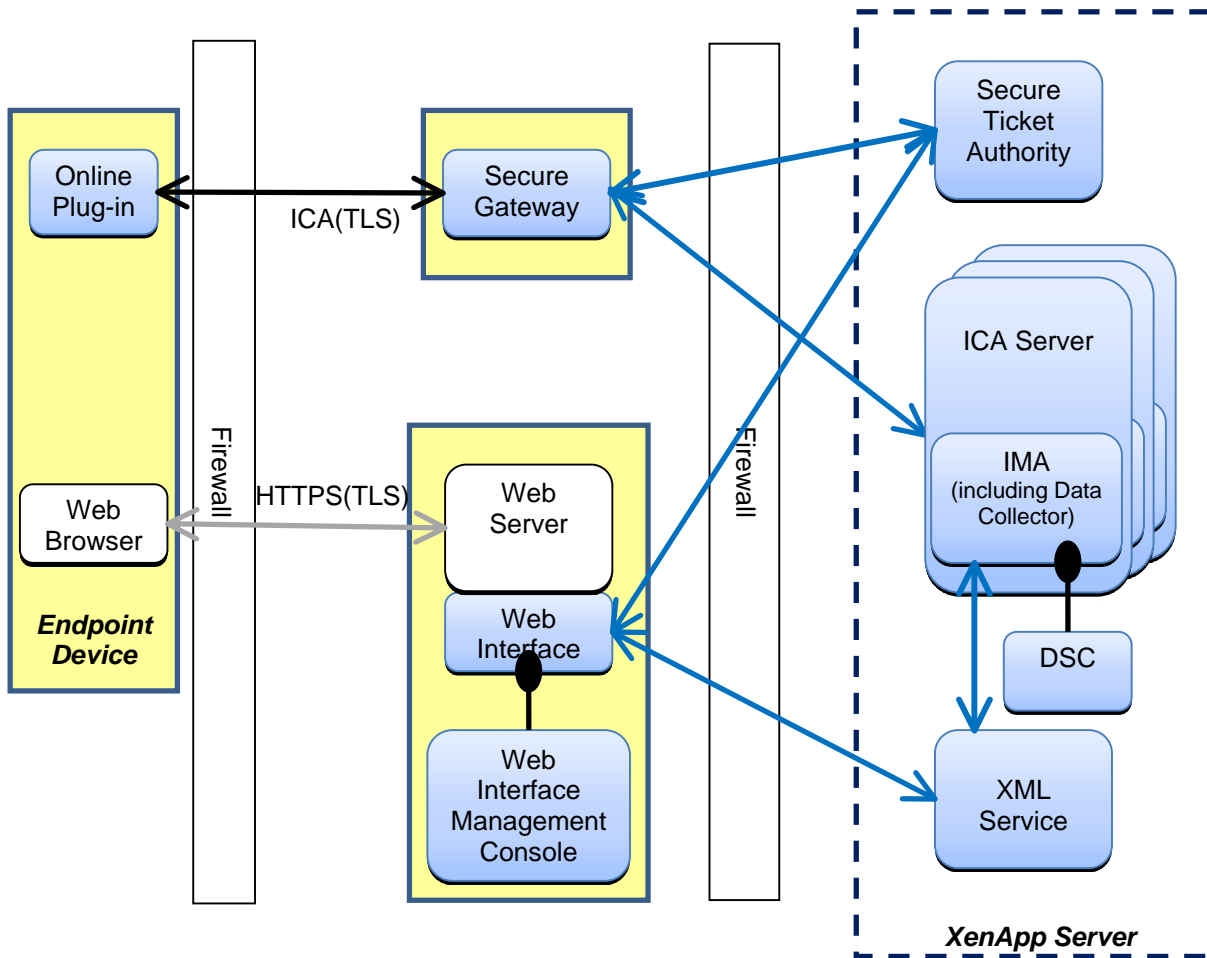 Online
Plug-in
ICA(TLS)
Secure
Gateway
Secure
Ticket
Authority
ICA Server
IMA
(including Data
Collector)
DSC
XML
Service
XenApp Server
Firewall
Firewall
HTTPS(TLS)
Web
Browser
Endpoint
Device
Web
Server
Web
Interface
Web
Interface
Management
Console